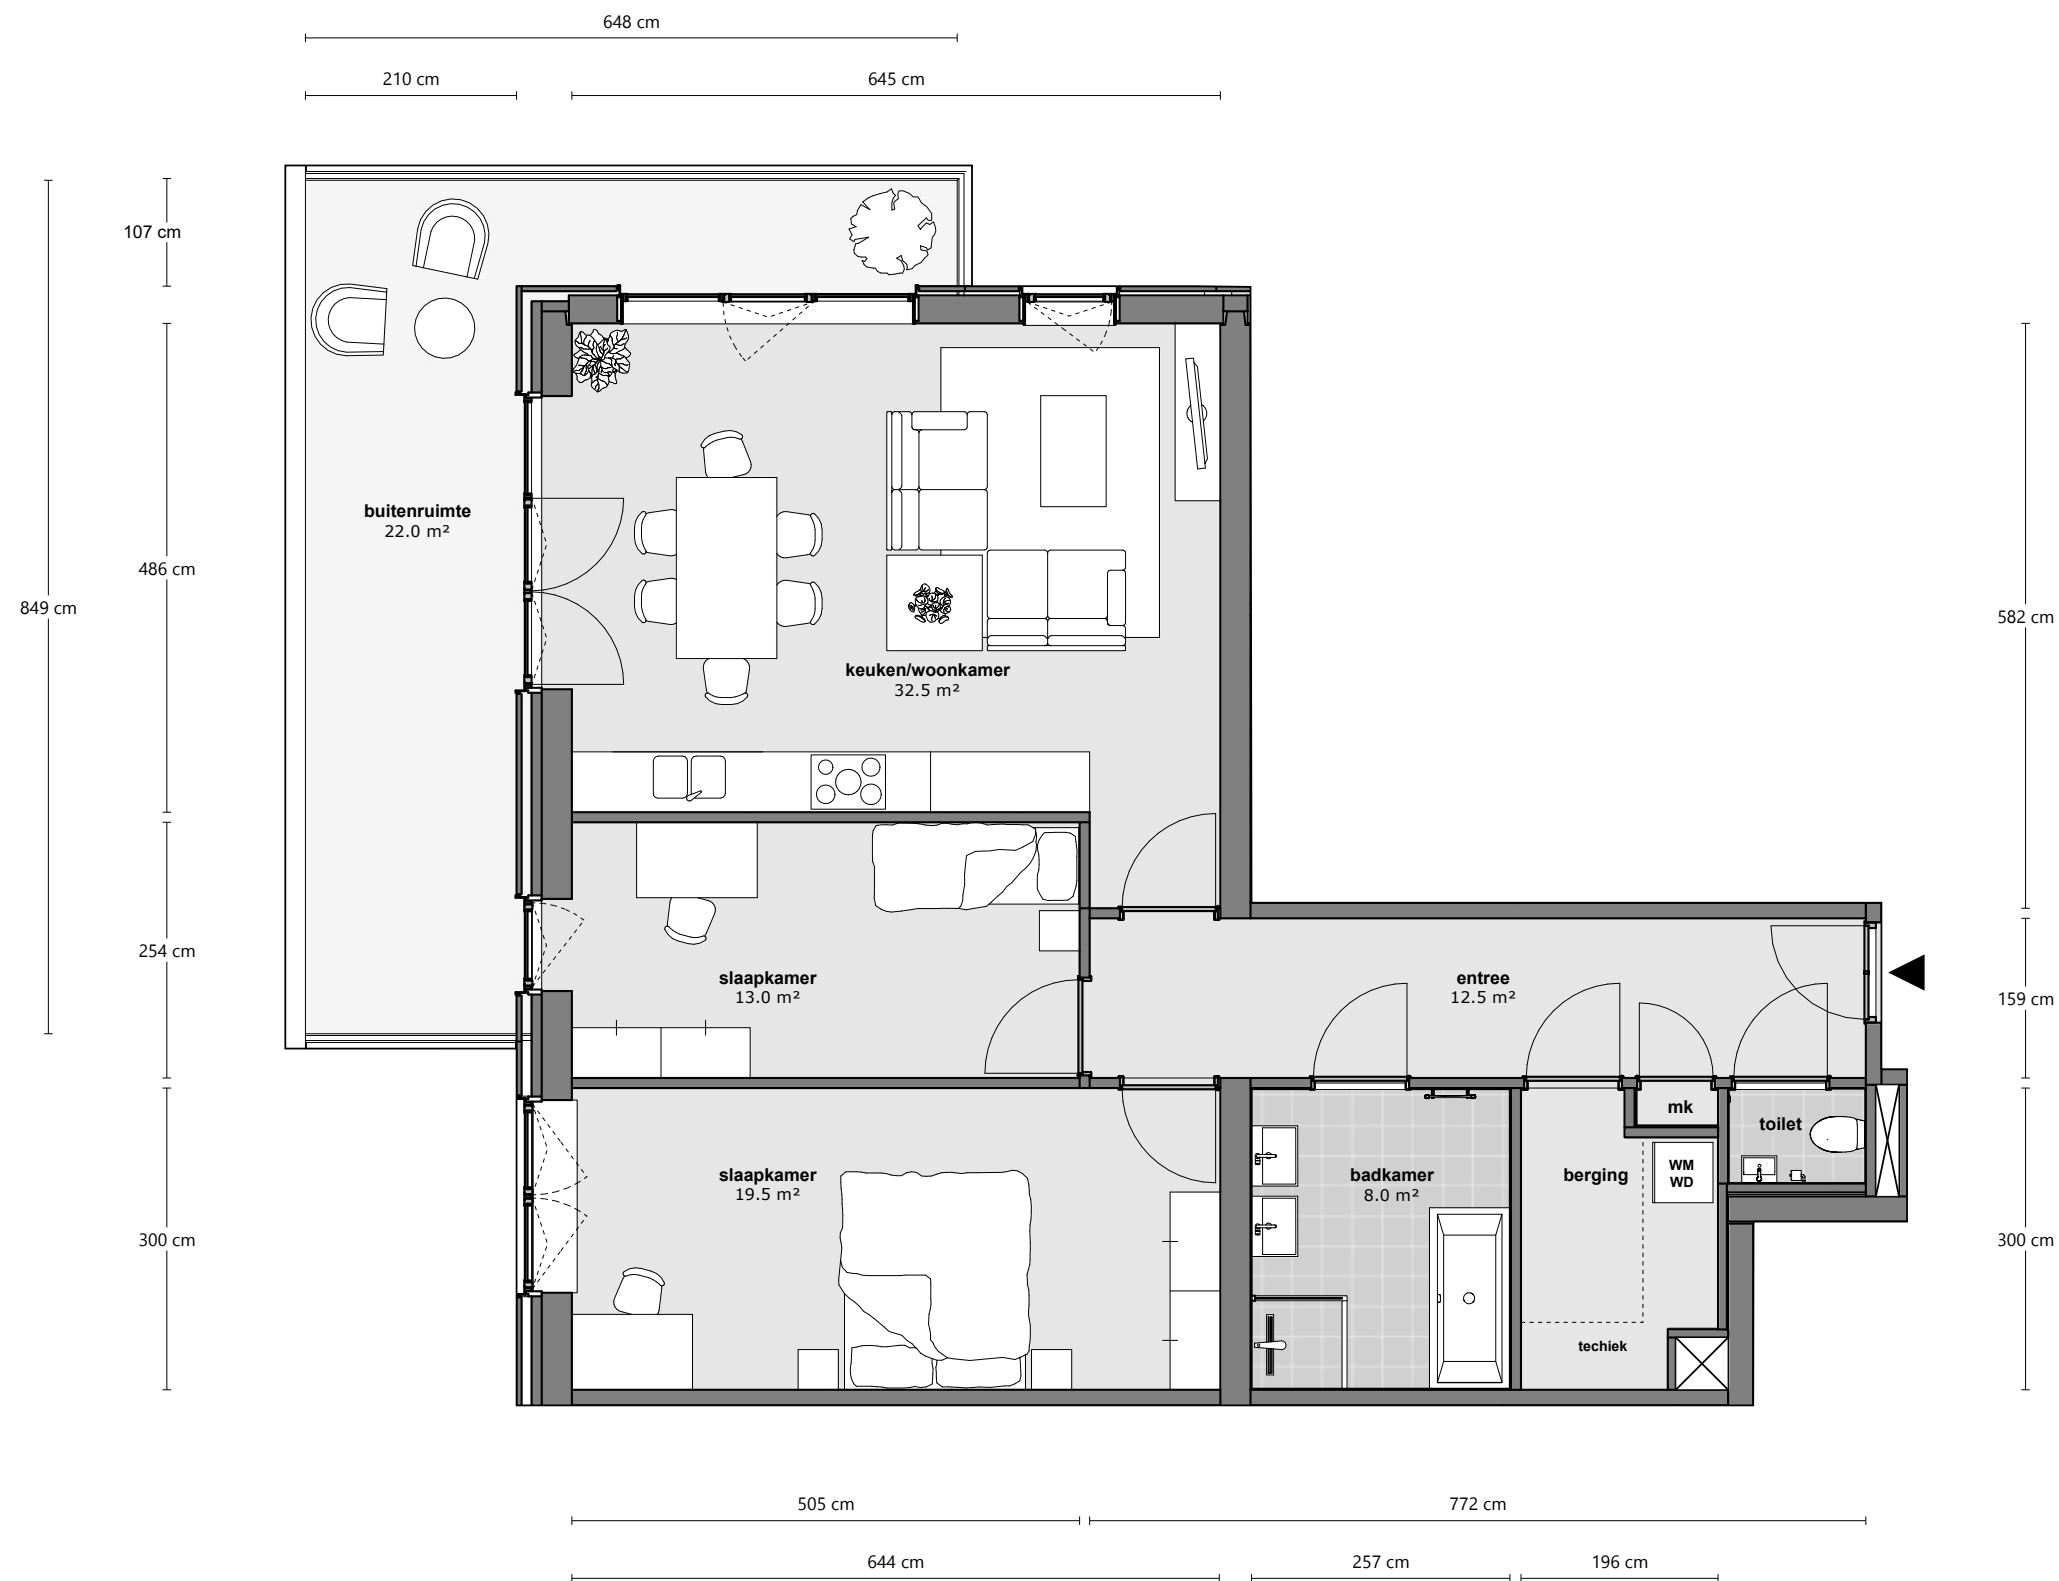 648 cm
210 cm
645 cm
107 cm
buitenruimte
22.0 m²
486 cm
849 cm
582 cm
keuken/woonkamer
32.5 m²
254 cm
slaapkamer
13.0 m²
entree
12.5 m²
159 cm
mk
toilet
slaapkamer
19.5 m²
badkamer
8.0 m²
berging
WM
WD
300 cm
300 cm
techiek
505 cm
772 cm
644 cm
257 cm
196 cm